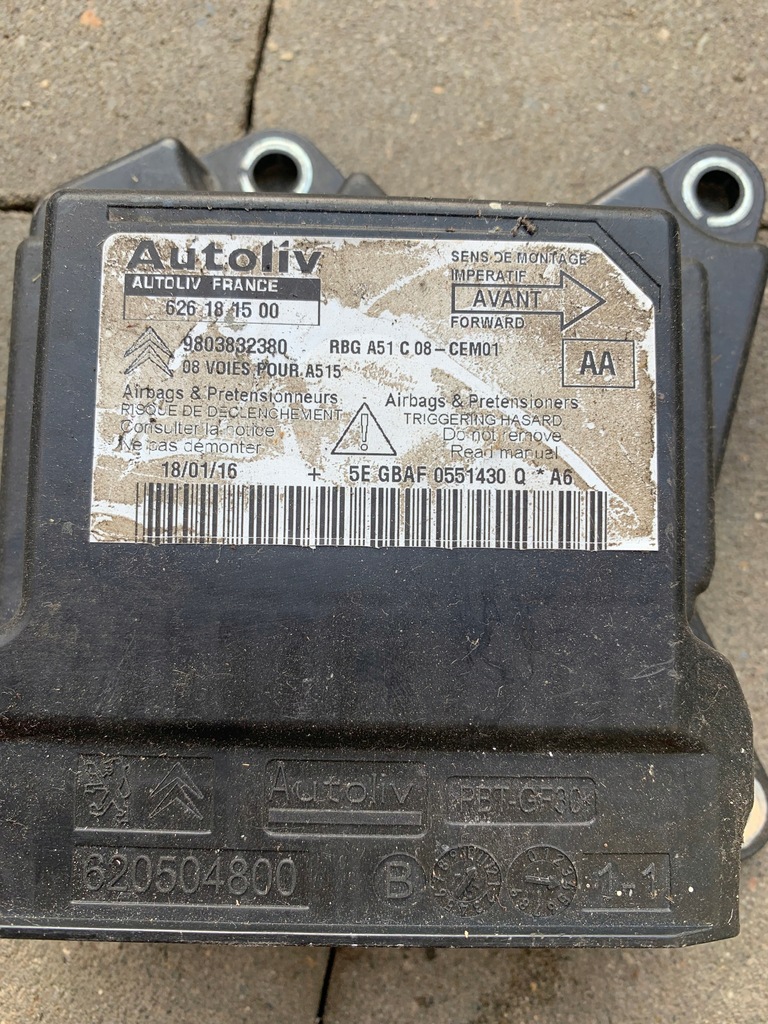 Autoliv
AUTOLIV FRANCE
626 18 15 00
SENS DE MONTAGE
IMPERATIF
AVANT
FORWARD
9803832380 RBG A51 C 08-CEM01
08 VOIES POUR A515
AA
Airbags & Pretensionneurs
RISQUE DE DECLENCHEMENT
Consulter la notice
Ne pas démonter
Airbags & Pretensioners
TRIGGERING HASARD
Do not remove
Read manual
18/01/16 + 5E GBAF 0551430 Q * A6
Autoliv
PBT-GF30
620504800
B
1.1